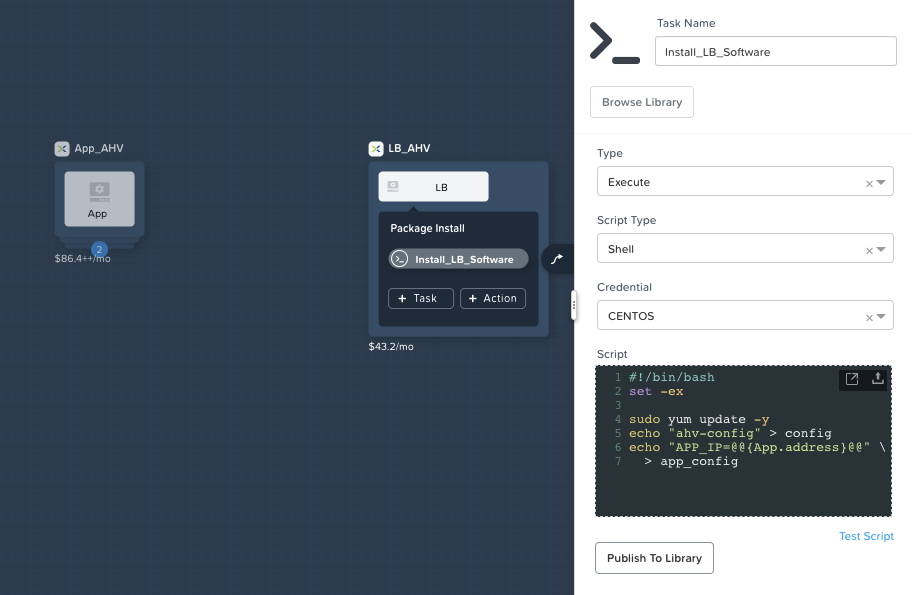 App_AHV
App
2
$86.4++/mo
LB_AHV
LB
Package Install
Install_LB_Software
+ Task
+ Action
$43.2/mo
Task Name
Install_LB_Software
Browse Library
Type
Execute
Script Type
Shell
Credential
CENTOS
Script
1 #!/bin/bash
2 set -ex
3
4 sudo yum update -y
5 echo "ahv-config" > config
6 echo "APP_IP=@@{App.address}@@" \
7 > app_config
Test Script
Publish To Library